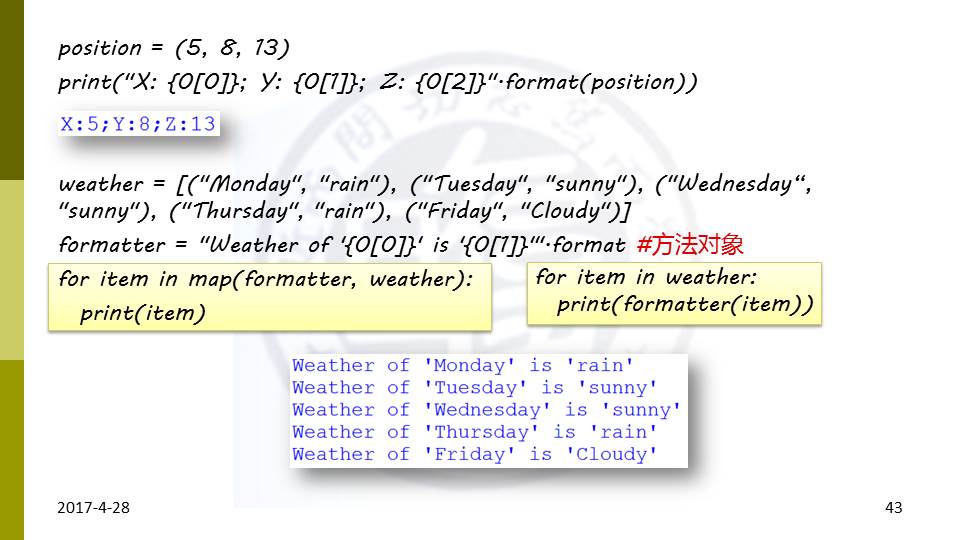 position = (5, 8, 13)
print("X: {0[0]}; Y: {0[1]}; Z: {0[2]}".format(position))
X:5;Y:8;Z:13
weather = [("Monday", "rain"), ("Tuesday", "sunny"), ("Wednesday“,
"sunny"), ("Thursday", "rain"), ("Friday", "Cloudy")]
formatter = "Weather of '{0[0]}' is '{0[1]}'".format #方法对象
for item in map(formatter, weather):
print(item)
for item in weather:
print(formatter(item))
Weather of 'Monday' is 'rain'
Weather of 'Tuesday' is 'sunny'
Weather of 'Wednesday' is 'sunny'
Weather of 'Thursday' is 'rain'
Weather of 'Friday' is 'Cloudy'
2017-4-28
43